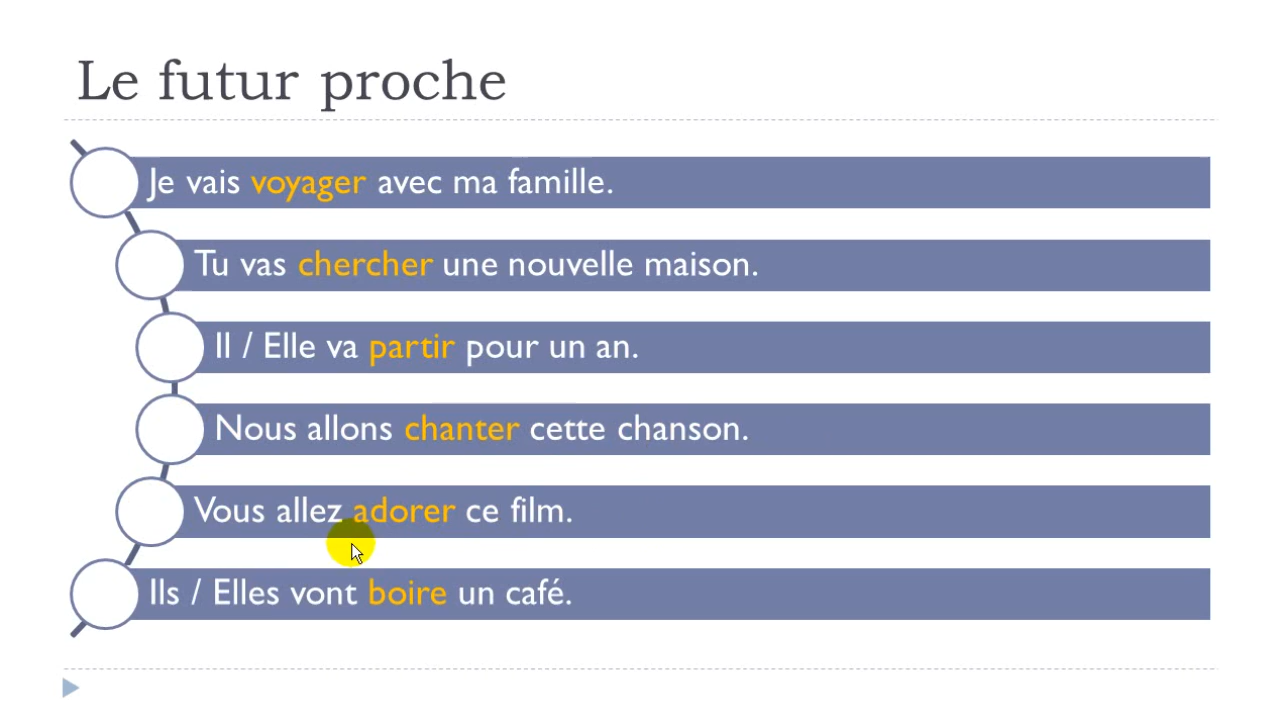 Le futur proche
Je vais voyager avec ma famille.
Tu vas chercher une nouvelle maison.
Il / Elle va partir pour un an.
Nous allons chanter cette chanson.
Vous allez adorer ce film.
Ils / Elles vont boire un café.